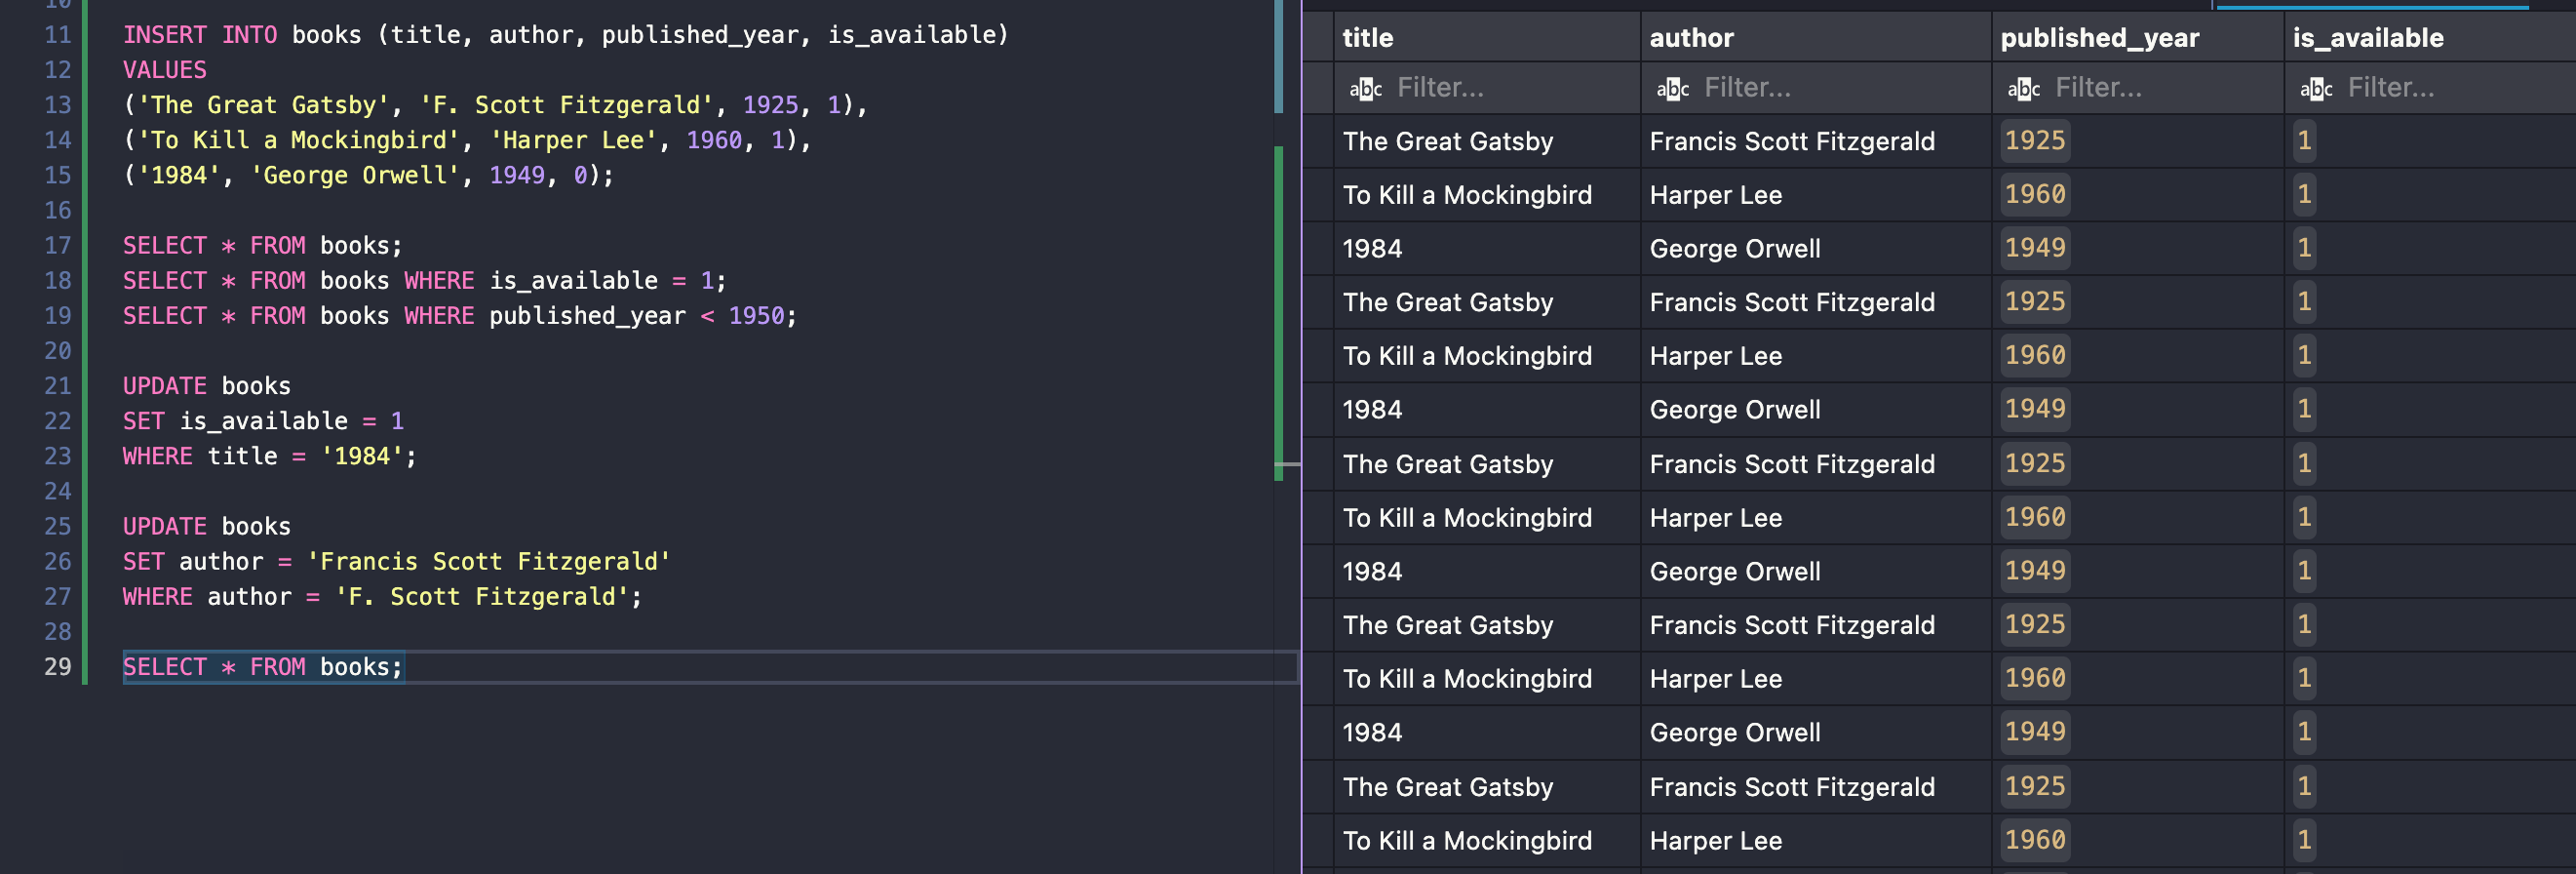 10
11 INSERT INTO books (title, author, published_year, is_available)
12 VALUES
13 ('The Great Gatsby', 'F. Scott Fitzgerald', 1925, 1),
14 ('To Kill a Mockingbird', 'Harper Lee', 1960, 1),
15 ('1984', 'George Orwell', 1949, 0);
16
17 SELECT * FROM books;
18 SELECT * FROM books WHERE is_available = 1;
19 SELECT * FROM books WHERE published_year < 1950;
20
21 UPDATE books
22 SET is_available = 1
23 WHERE title = '1984';
24
25 UPDATE books
26 SET author = 'Francis Scott Fitzgerald'
27 WHERE author = 'F. Scott Fitzgerald';
28
29 SELECT * FROM books;
title author published_year is_available
abc Filter... abc Filter... abc Filter... abc Filter...
The Great Gatsby Francis Scott Fitzgerald 1925 1
To Kill a Mockingbird Harper Lee 1960 1
1984 George Orwell 1949 1
The Great Gatsby Francis Scott Fitzgerald 1925 1
To Kill a Mockingbird Harper Lee 1960 1
1984 George Orwell 1949 1
The Great Gatsby Francis Scott Fitzgerald 1925 1
To Kill a Mockingbird Harper Lee 1960 1
1984 George Orwell 1949 1
The Great Gatsby Francis Scott Fitzgerald 1925 1
To Kill a Mockingbird Harper Lee 1960 1
1984 George Orwell 1949 1
The Great Gatsby Francis Scott Fitzgerald 1925 1
To Kill a Mockingbird Harper Lee 1960 1